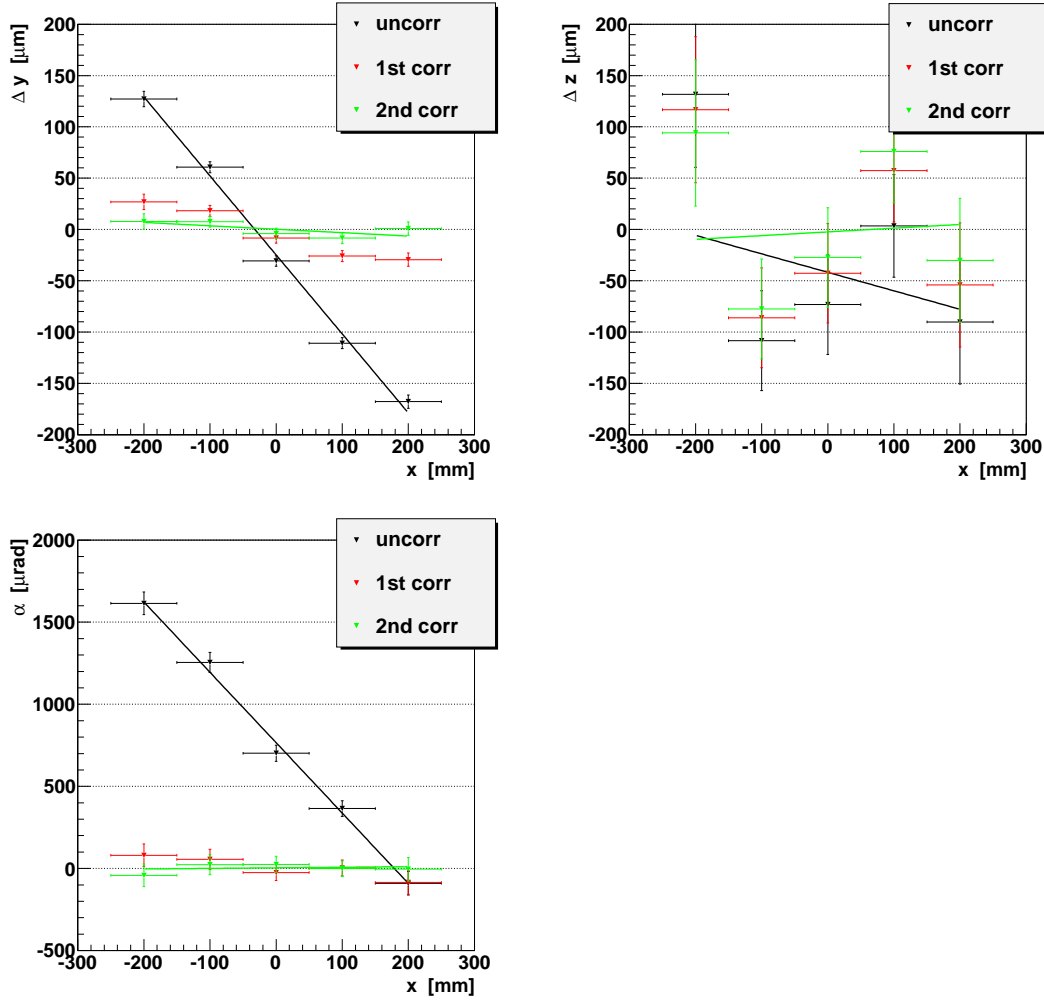 Δ y [μm]
200
150
100
50
0
-50
-100
-150
-200
-300 -200 -100 0 100 200 300
x [mm]
uncorr
1st corr
2nd corr
Δ z [μm]
200
150
100
50
0
-50
-100
-150
-200
-300 -200 -100 0 100 200 300
x [mm]
uncorr
1st corr
2nd corr
α [μrad]
2000
1500
1000
500
0
-500
-300 -200 -100 0 100 200 300
x [mm]
uncorr
1st corr
2nd corr